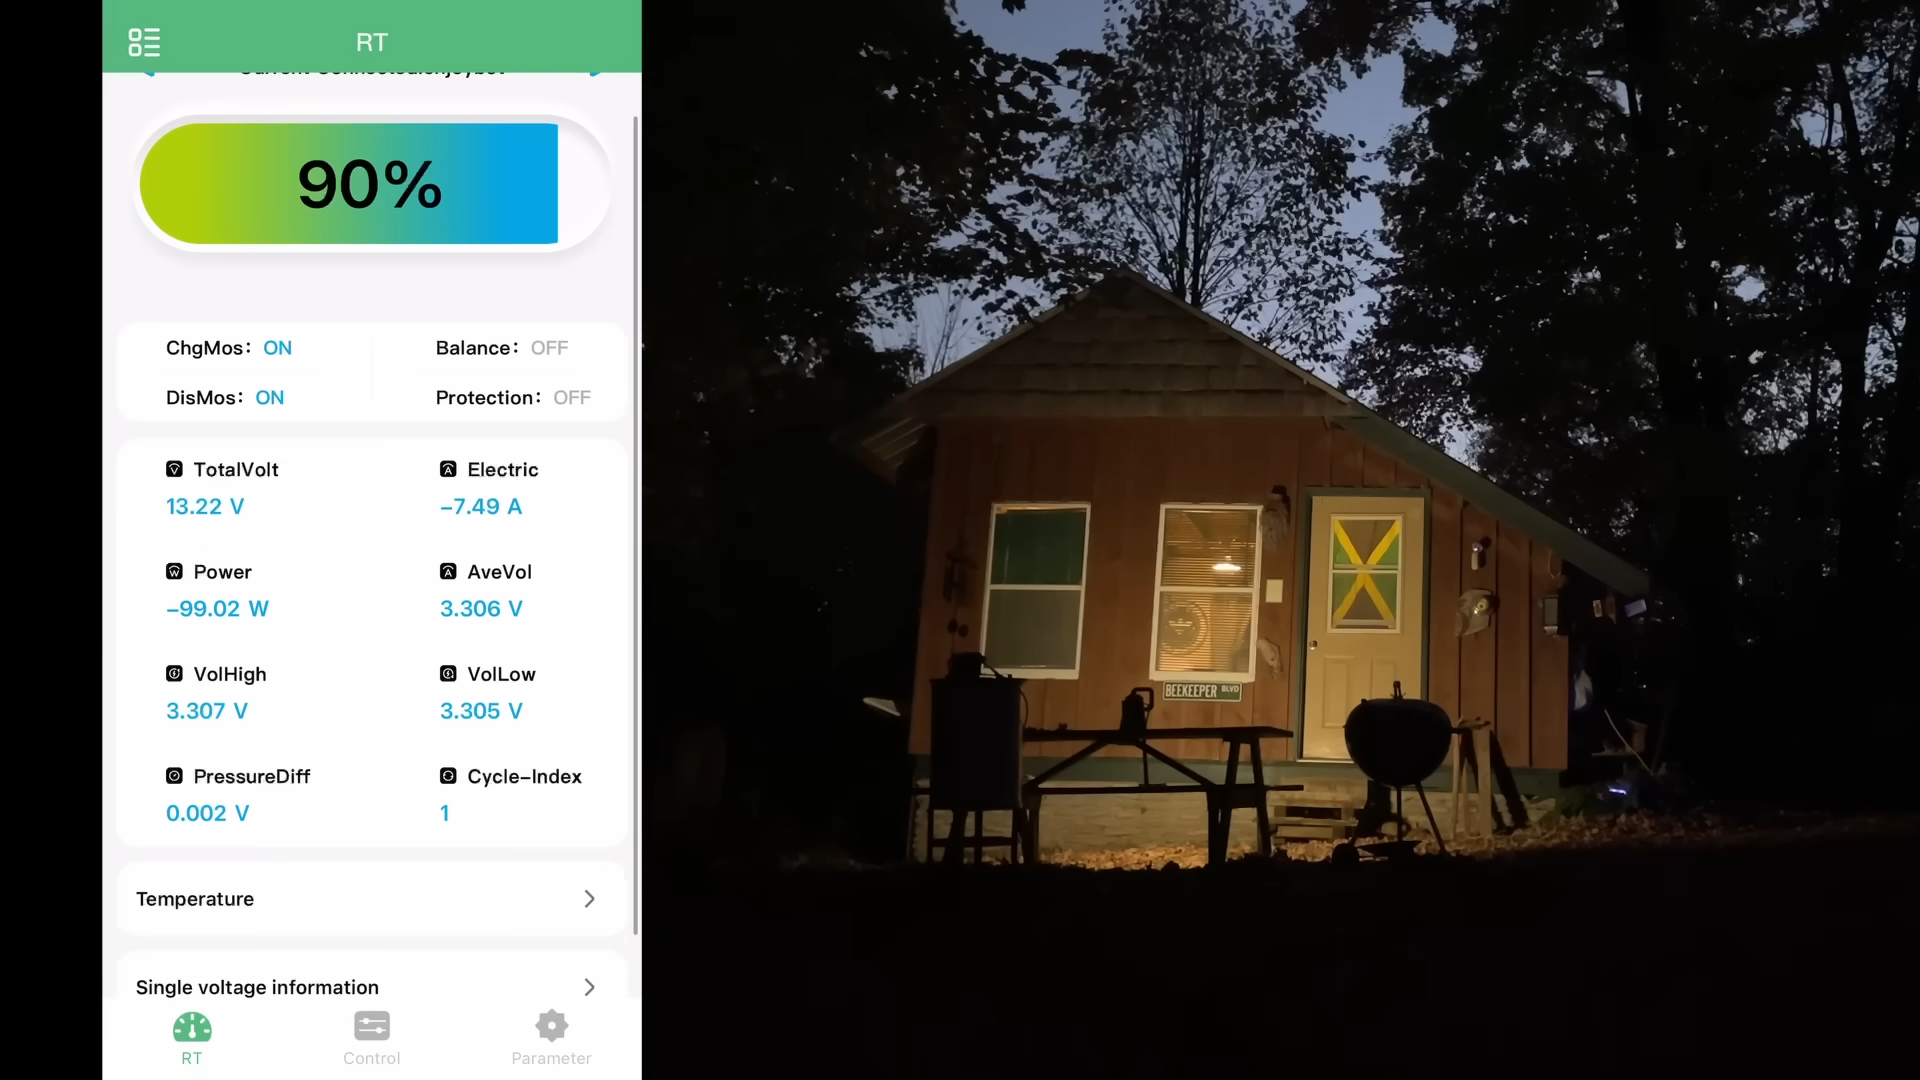 RT
90%
ChgMos: ON
Balance: OFF
DisMos: ON
Protection: OFF
TotalVolt
Electric
13.22 V
-7.49 A
Power
AveVol
-99.02 W
3.306 V
VolHigh
VolLow
3.307 V
3.305 V
PressureDiff
Cycle-Index
0.002 V
1
Temperature
Single voltage information
RT
Control
Parameter
BEEKEEPER BLVD